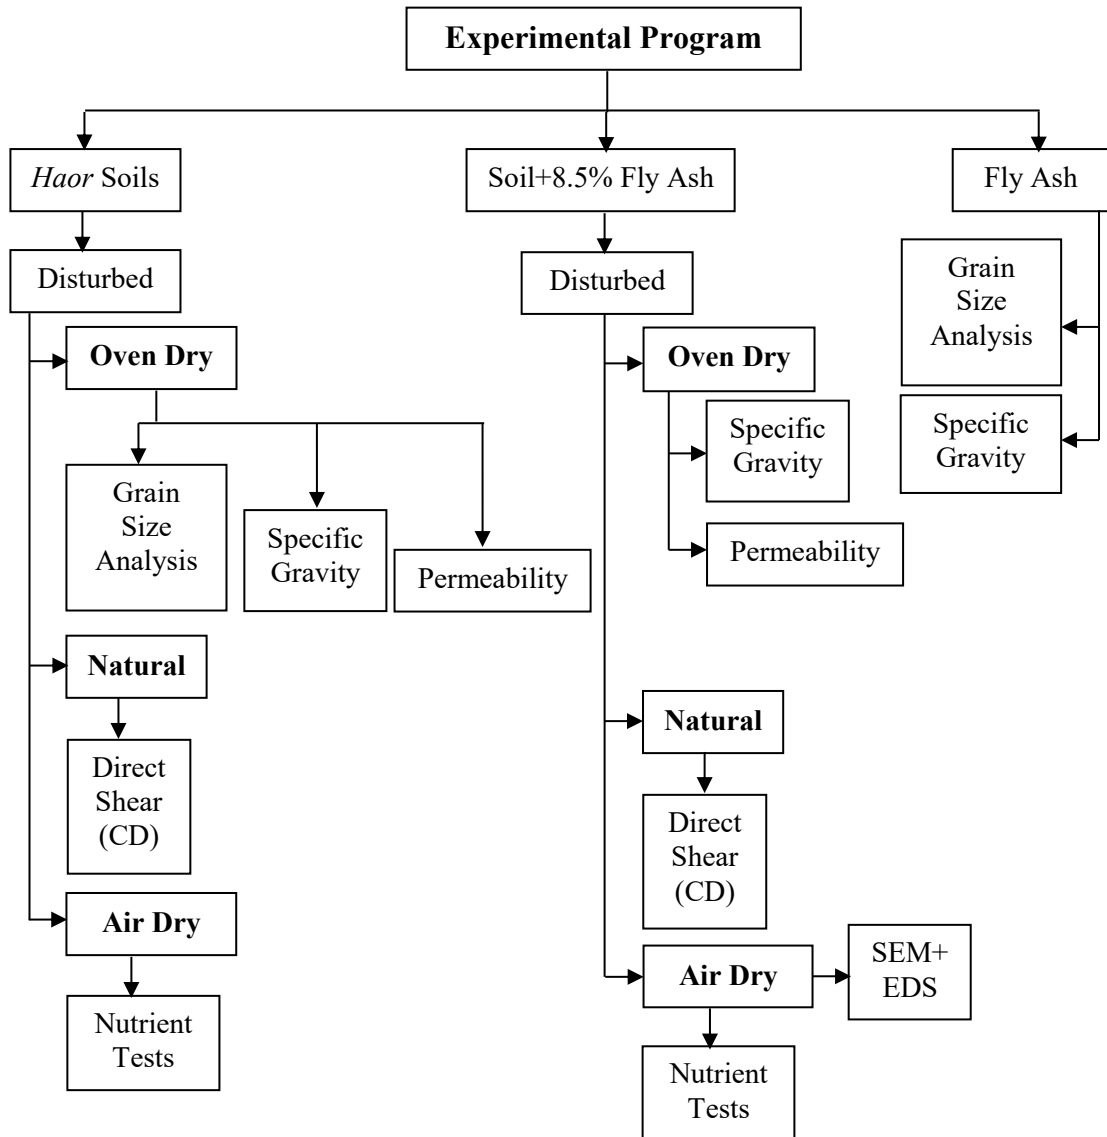 Experimental Program
Haor Soils
Soil+8.5% Fly Ash
Fly Ash
Disturbed
Disturbed
Grain
Size
Analysis
Oven Dry
Oven Dry
Specific
Gravity
Specific
Gravity
Grain
Size
Analysis
Specific
Gravity
Permeability
Permeability
Natural
Natural
Direct
Shear
(CD)
Direct
Shear
(CD)
Air Dry
Air Dry
SEM+
EDS
Nutrient
Tests
Nutrient
Tests